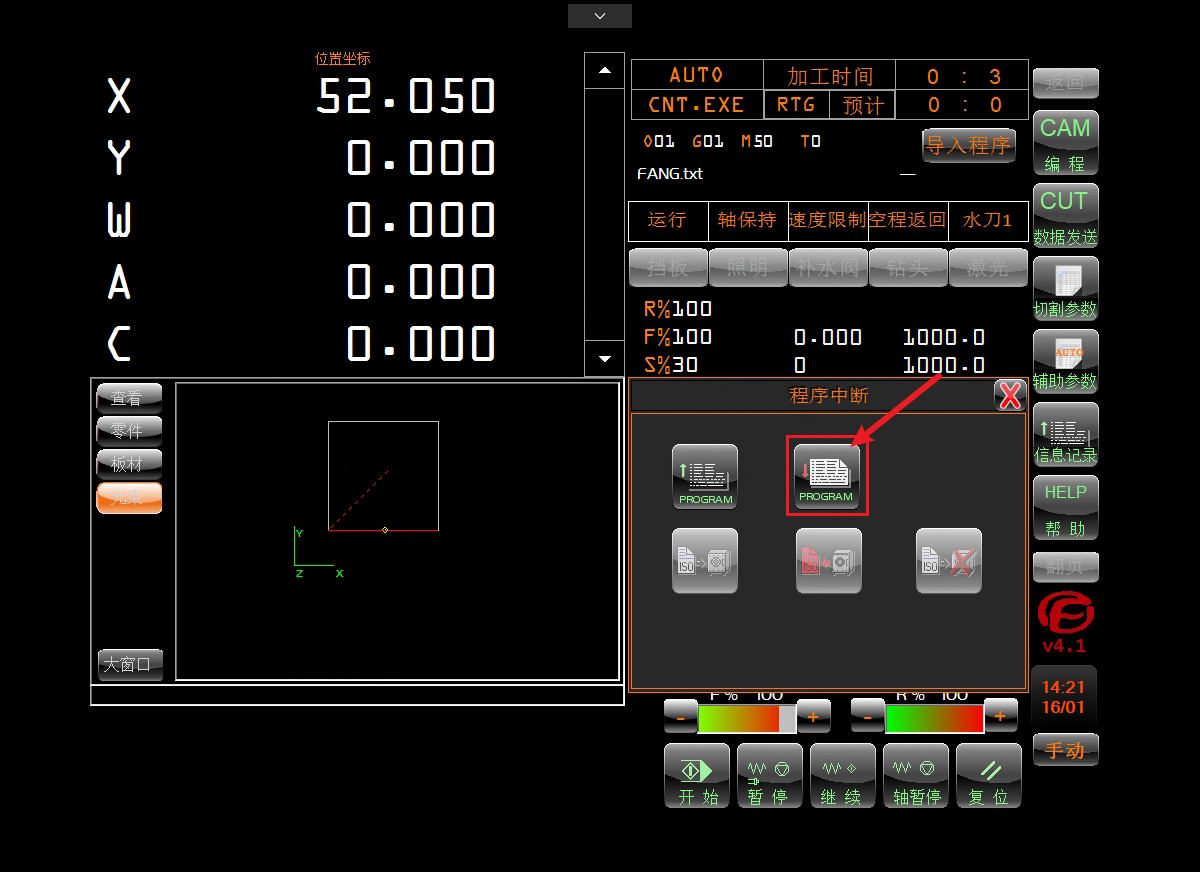 位置坐标
X 52.050
Y 0.000
W 0.000
A 0.000
C 0.000
AUTO 加工时间 0 : 3
CNT.EXE RTG 预计 0 : 0
O01 G01 M50 T0
导入程序
FANG.txt
运行 轴保持 速度限制 空程返回 水刀1
挡板 照明 补水阀 钻头 激光
R%100
F%100 0.000 1000.0
S%30 0 1000.0
返回
CAM
编 程
CUT
数据发送
切割参数
AUTO
辅助参数
信息记录
HELP
帮 助
翻页
v4.1
14:21
16/01
手动
查看
零件
板材
大窗口
Y
Z X
程序中断
X
PROGRAM PROGRAM
ISO ISO ISO
F % 100 R % 100
- + - +
开 始 暂 停 继 续 轴暂停 复 位